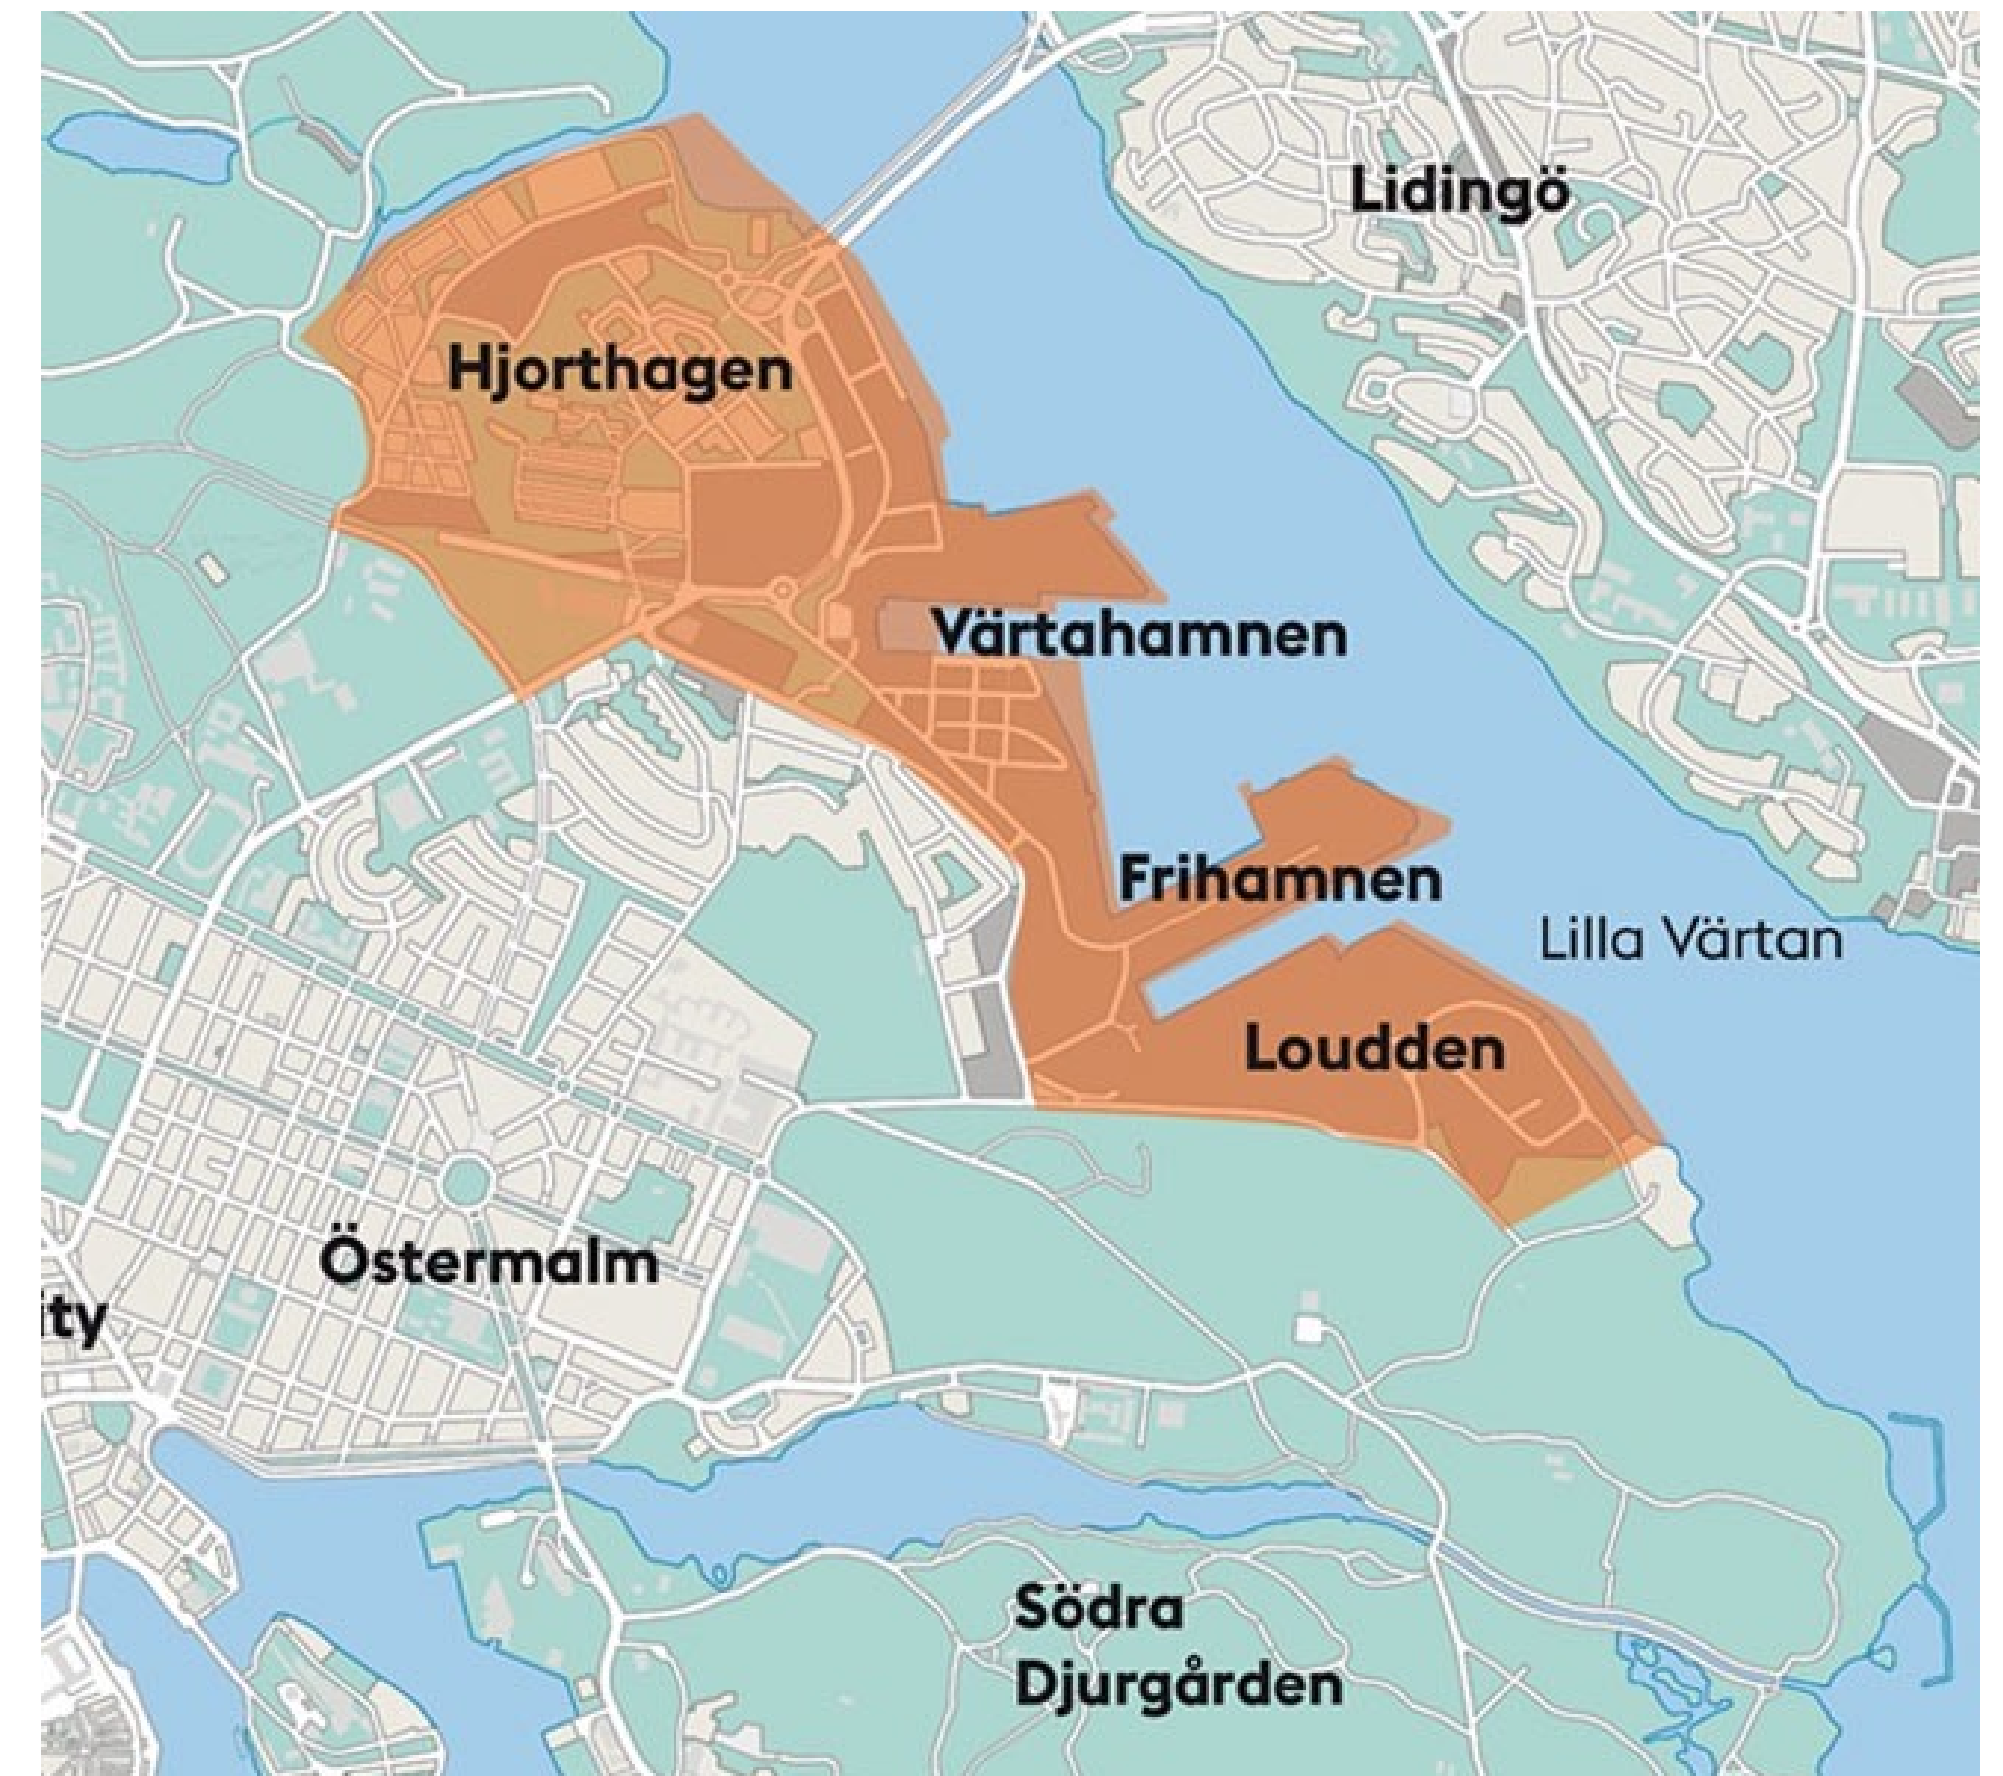 Lidingö
Hjorthagen
Värtahamnen
Frihamnen
Lilla Värtan
Loudden
Östermalm
ity
Södra
Djurgården